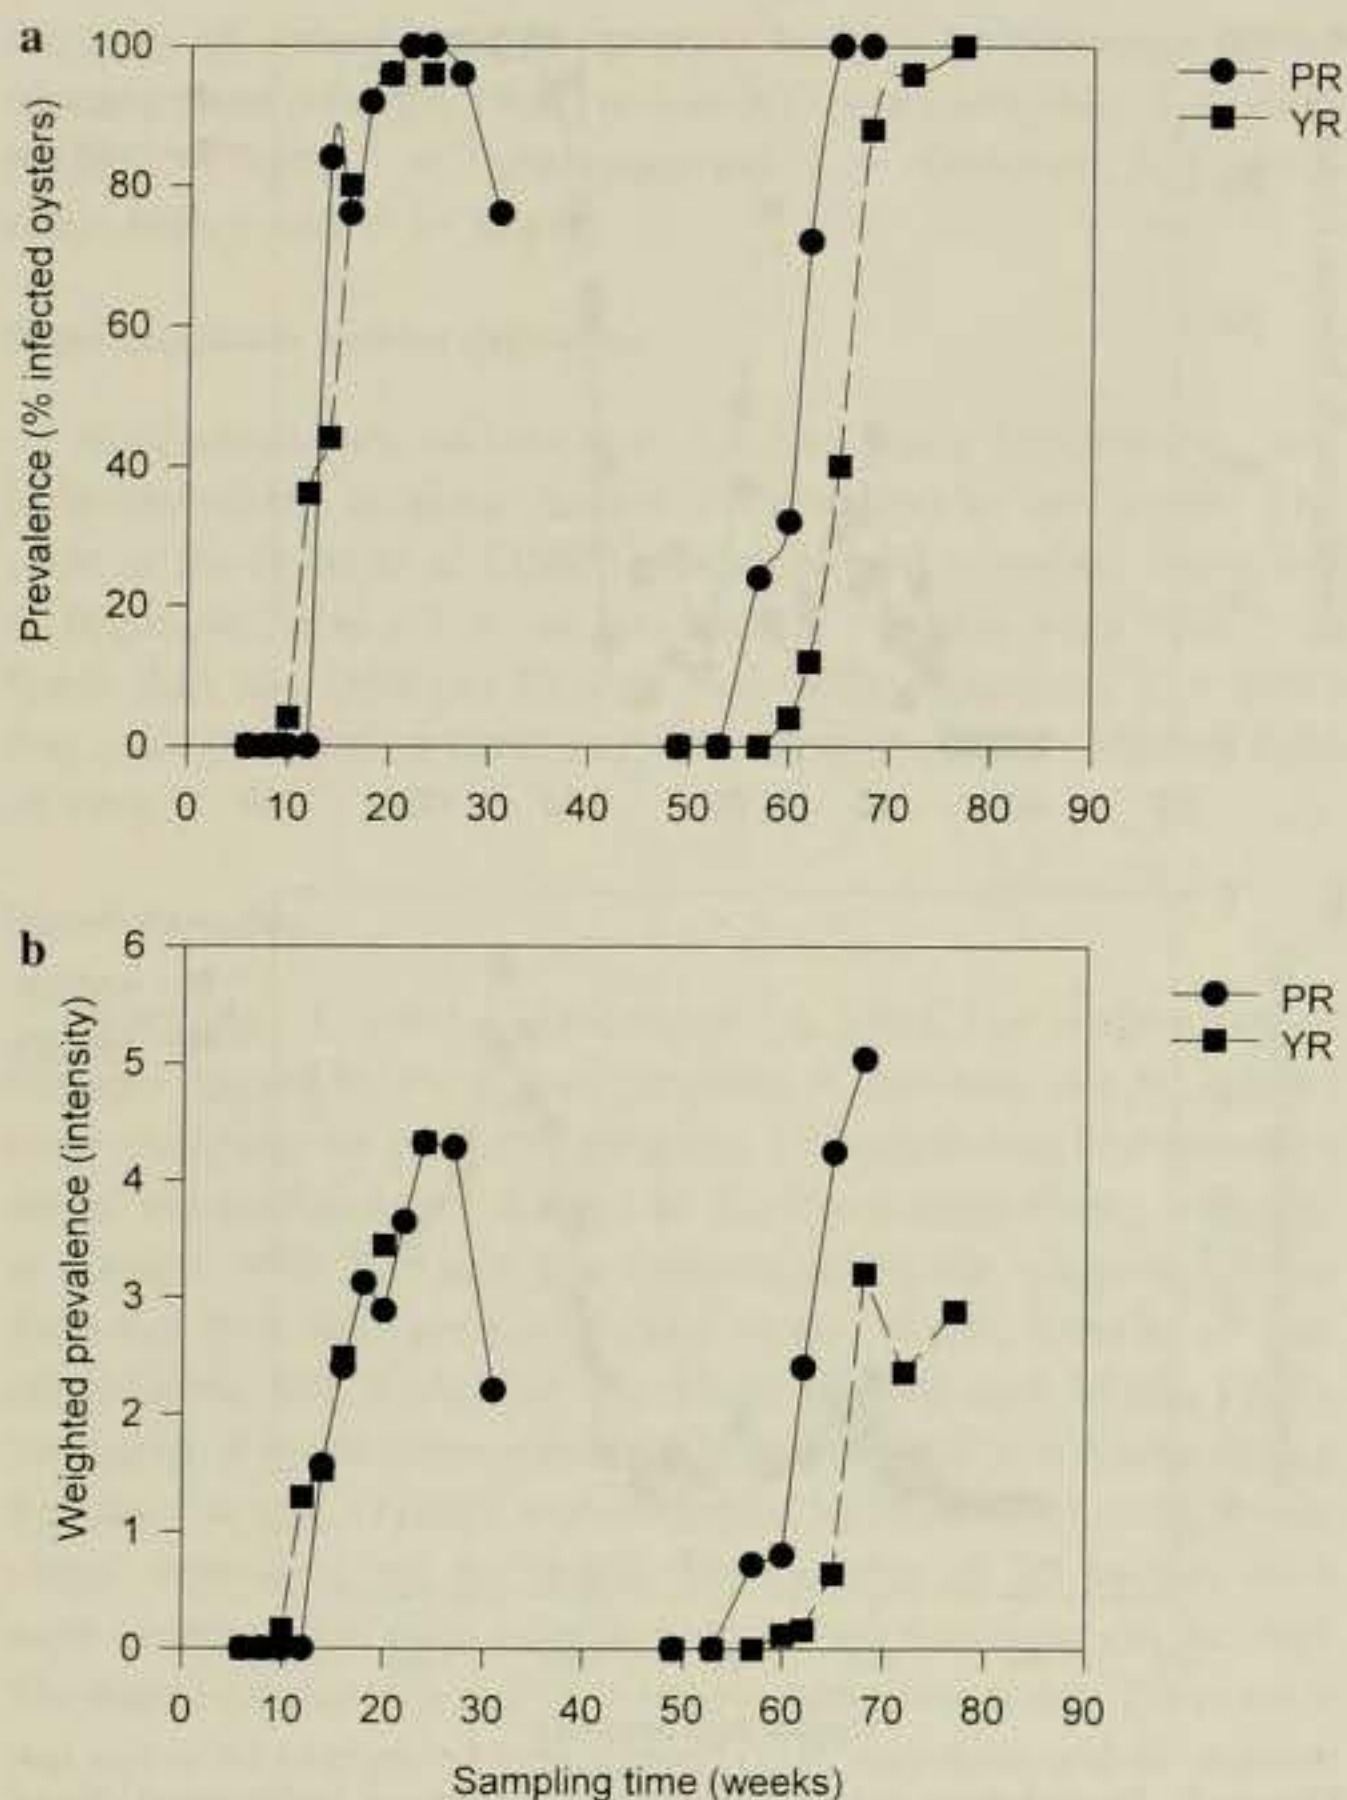 a
Prevalence (% infected oysters)
100
80
60
40
20
0
0 10 20 30 40 50 60 70 80 90
PR
YR
b
Weighted prevalence (intensity)
6
5
4
3
2
1
0
0 10 20 30 40 50 60 70 80 90
PR
YR
Sampling time (weeks)